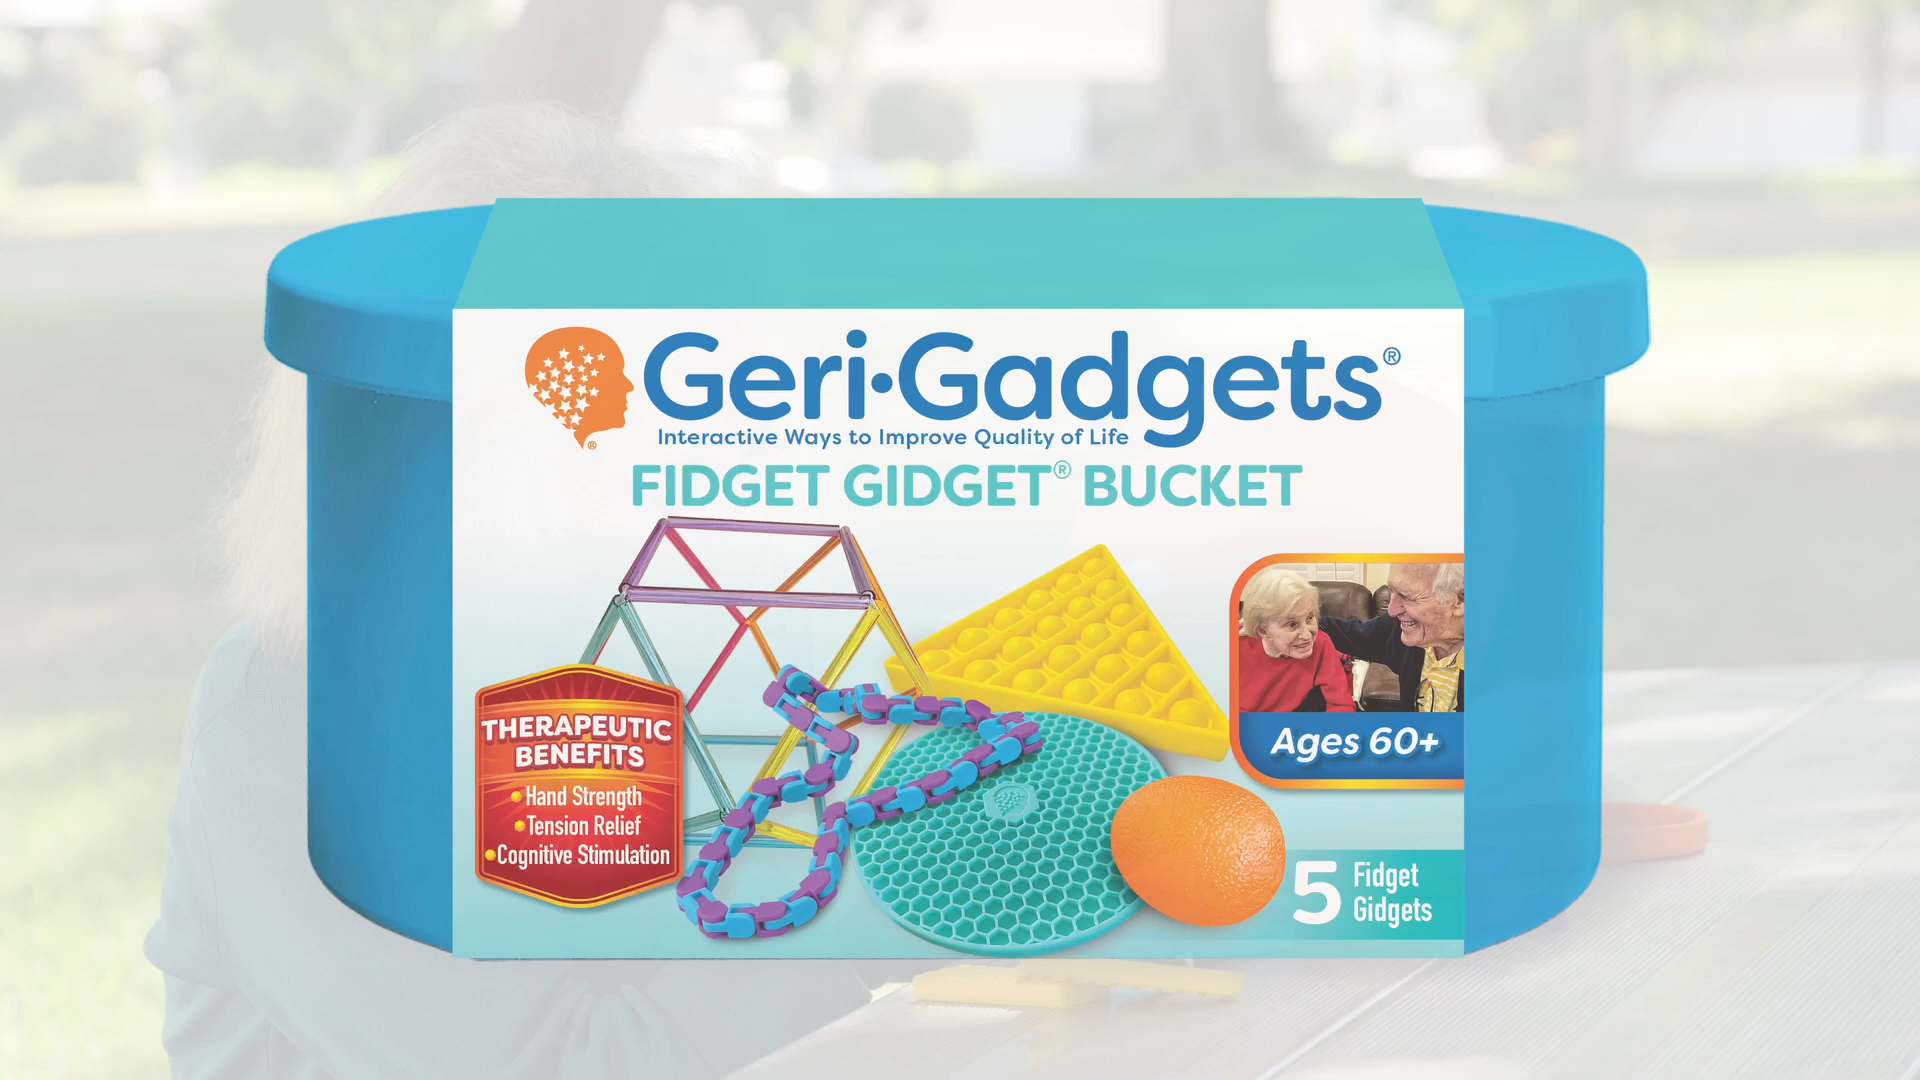 Geri•Gadgets®
Interactive Ways to Improve Quality of Life
®
FIDGET GIDGET® BUCKET
THERAPEUTIC
BENEFITS
• Hand Strength
• Tension Relief
• Cognitive Stimulation
Ages 60+
5 Fidget
Gidgets